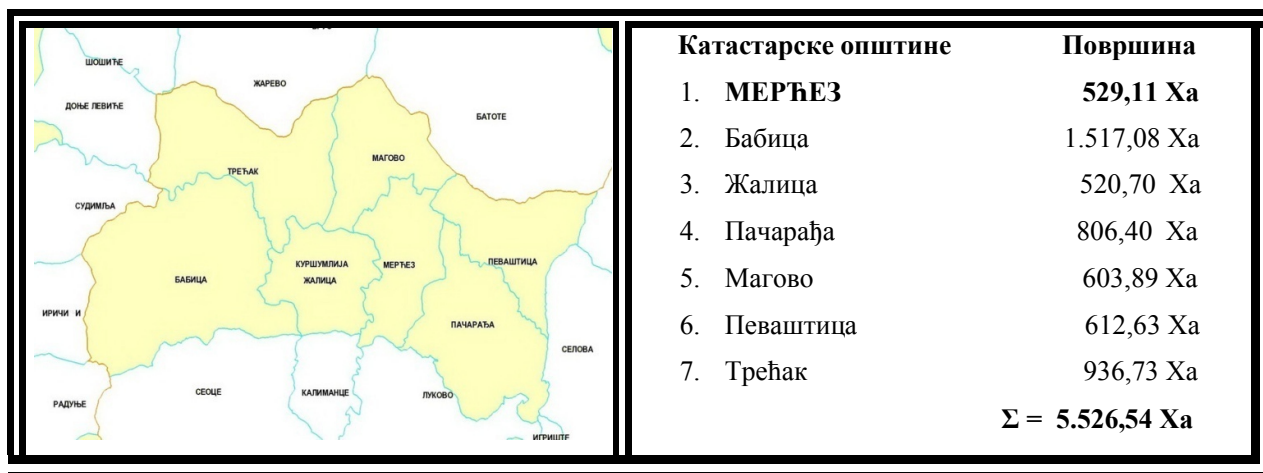 ШОШИЋЕ
ЖАРЕВО
ДОЊЕ ЛЕВИЋЕ
БАТОТЕ
МАГОВО
ТРЕЋАК
СУДИМЉА
КУРШУМЛИЈА
ЖАЛИЦА
МЕРЋЕЗ
ПЕВАШТИЦА
БАБИЦА
ИРИЧИ И
ПАЧАРАЂА
СЕЛОВА
СЕОЦЕ
КАЛИМАНЦЕ
ЛУКОВО
РАДУЊЕ
ИГРИШТЕ
Катастарске општине Површина
1. МЕРЋЕЗ 529,11 Ха
2. Бабица 1.517,08 Ха
3. Жалица 520,70 Ха
4. Пачарађа 806,40 Ха
5. Магово 603,89 Ха
6. Певаштица 612,63 Ха
7. Трећак 936,73 Ха
Σ = 5.526,54 Ха